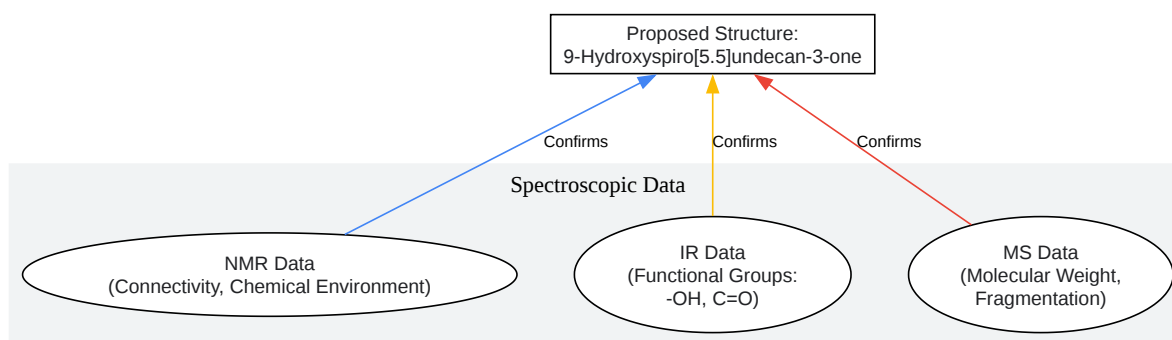 Proposed Structure:
9-Hydroxyspiro[5.5]undecan-3-one
Confirms
Confirms
Confirms
Spectroscopic Data
NMR Data
(Connectivity, Chemical Environment)
IR Data
(Functional Groups:
-OH, C=O)
MS Data
(Molecular Weight,
Fragmentation)